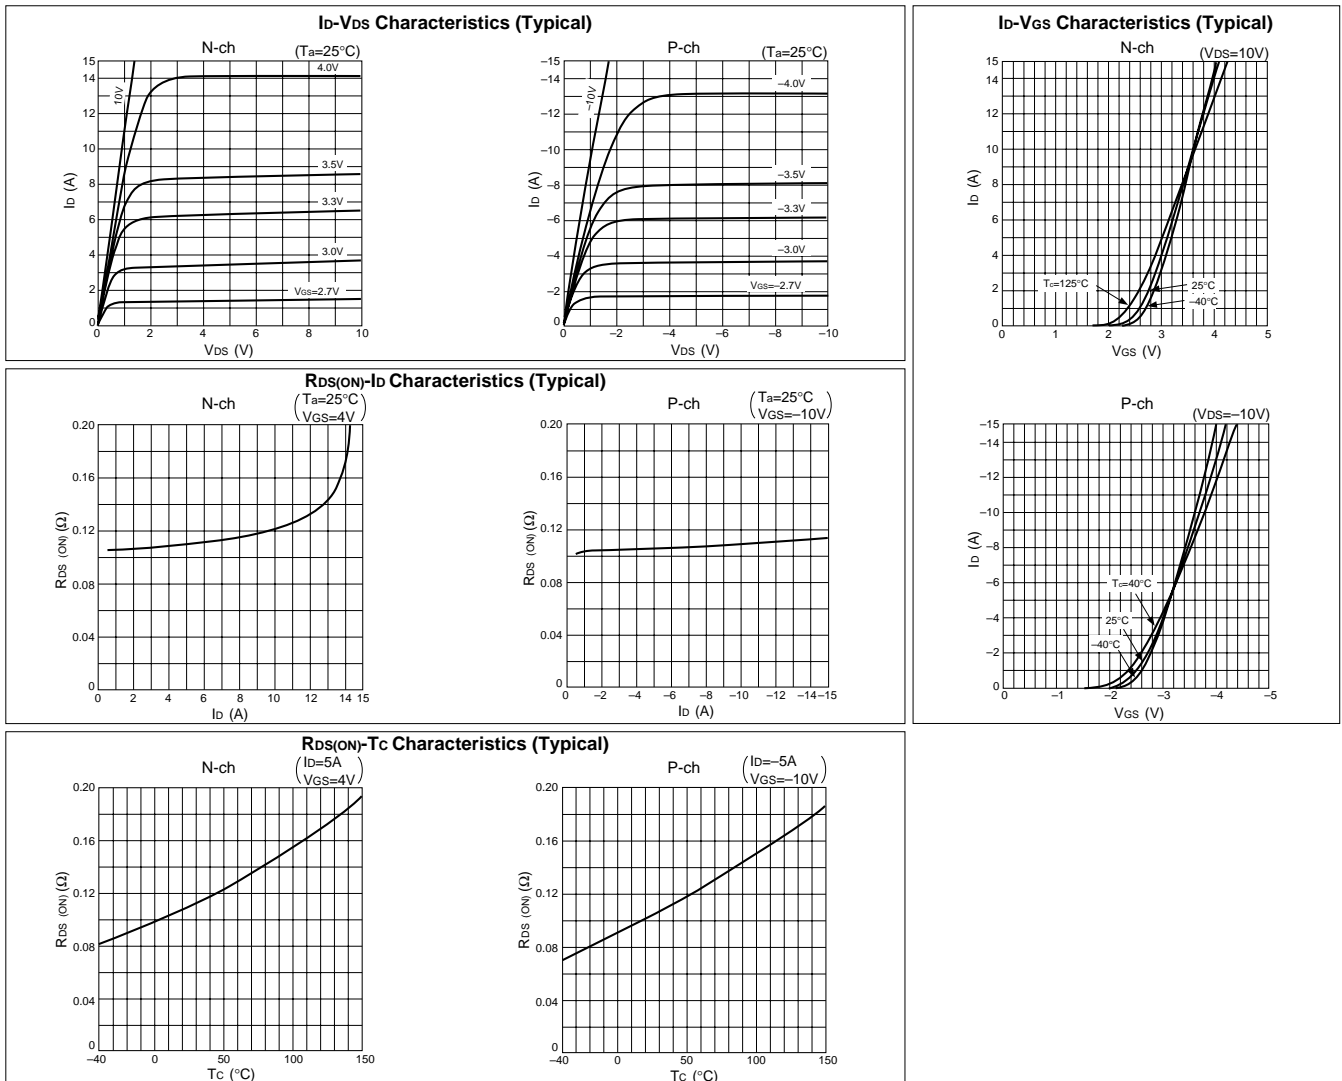 ID-VDS Characteristics (Typical)
N-ch
(Ta=25°C)
15
14
12
10
8
6
4
2
0
ID (A)
10V
4.0V
3.5V
3.3V
3.0V
VGS=2.7V
0 2 4 6 8 10
VDS (V)
P-ch
(Ta=25°C)
–15
–14
–12
–10
–8
–6
–4
–2
0
ID (A)
–10V
–4.0V
–3.5V
–3.3V
–3.0V
VGS=–2.7V
0 –2 –4 –6 –8 –10
VDS (V)
ID-VGS Characteristics (Typical)
N-ch
(VDS=10V)
15
14
12
10
8
6
4
2
0
ID (A)
Tc=125°C
25°C
–40°C
0 1 2 3 4 5
VGS (V)
P-ch
(VDS=–10V)
–15
–14
–12
–10
–8
–6
–4
–2
0
ID (A)
Tc=40°C
25°C
–40°C
0 –1 –2 –3 –4 –5
VGS (V)
RDS(ON)-ID Characteristics (Typical)
N-ch
(Ta=25°C
VGS=4V)
0.20
0.16
0.12
0.08
0.04
0
RDS (ON) (Ω)
0 2 4 6 8 10 12 14 15
ID (A)
P-ch
(Ta=25°C
VGS=–10V)
0.20
0.16
0.12
0.08
0.04
0
RDS (ON) (Ω)
0 –2 –4 –6 –8 –10 –12 –14 –15
ID (A)
RDS(ON)-TC Characteristics (Typical)
N-ch
(ID=5A
VGS=4V)
0.20
0.16
0.12
0.08
0.04
0
RDS (ON) (Ω)
–40 0 50 100 150
TC (°C)
P-ch
(ID=–5A
VGS=–10V)
0.20
0.16
0.12
0.08
0.04
0
RDS (ON) (Ω)
–40 0 50 100 150
TC (°C)